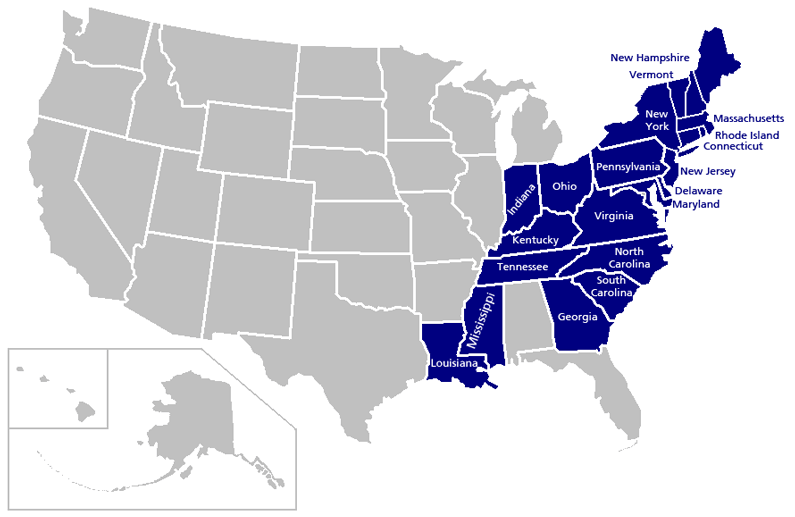 New Hampshire
Vermont
New
York
Massachusetts
Rhode Island
Connecticut
Pennsylvania
New Jersey
Ohio
Indiana
Delaware
Maryland
Virginia
Kentucky
North
Carolina
Tennessee
South
Carolina
Mississippi
Georgia
Louisiana